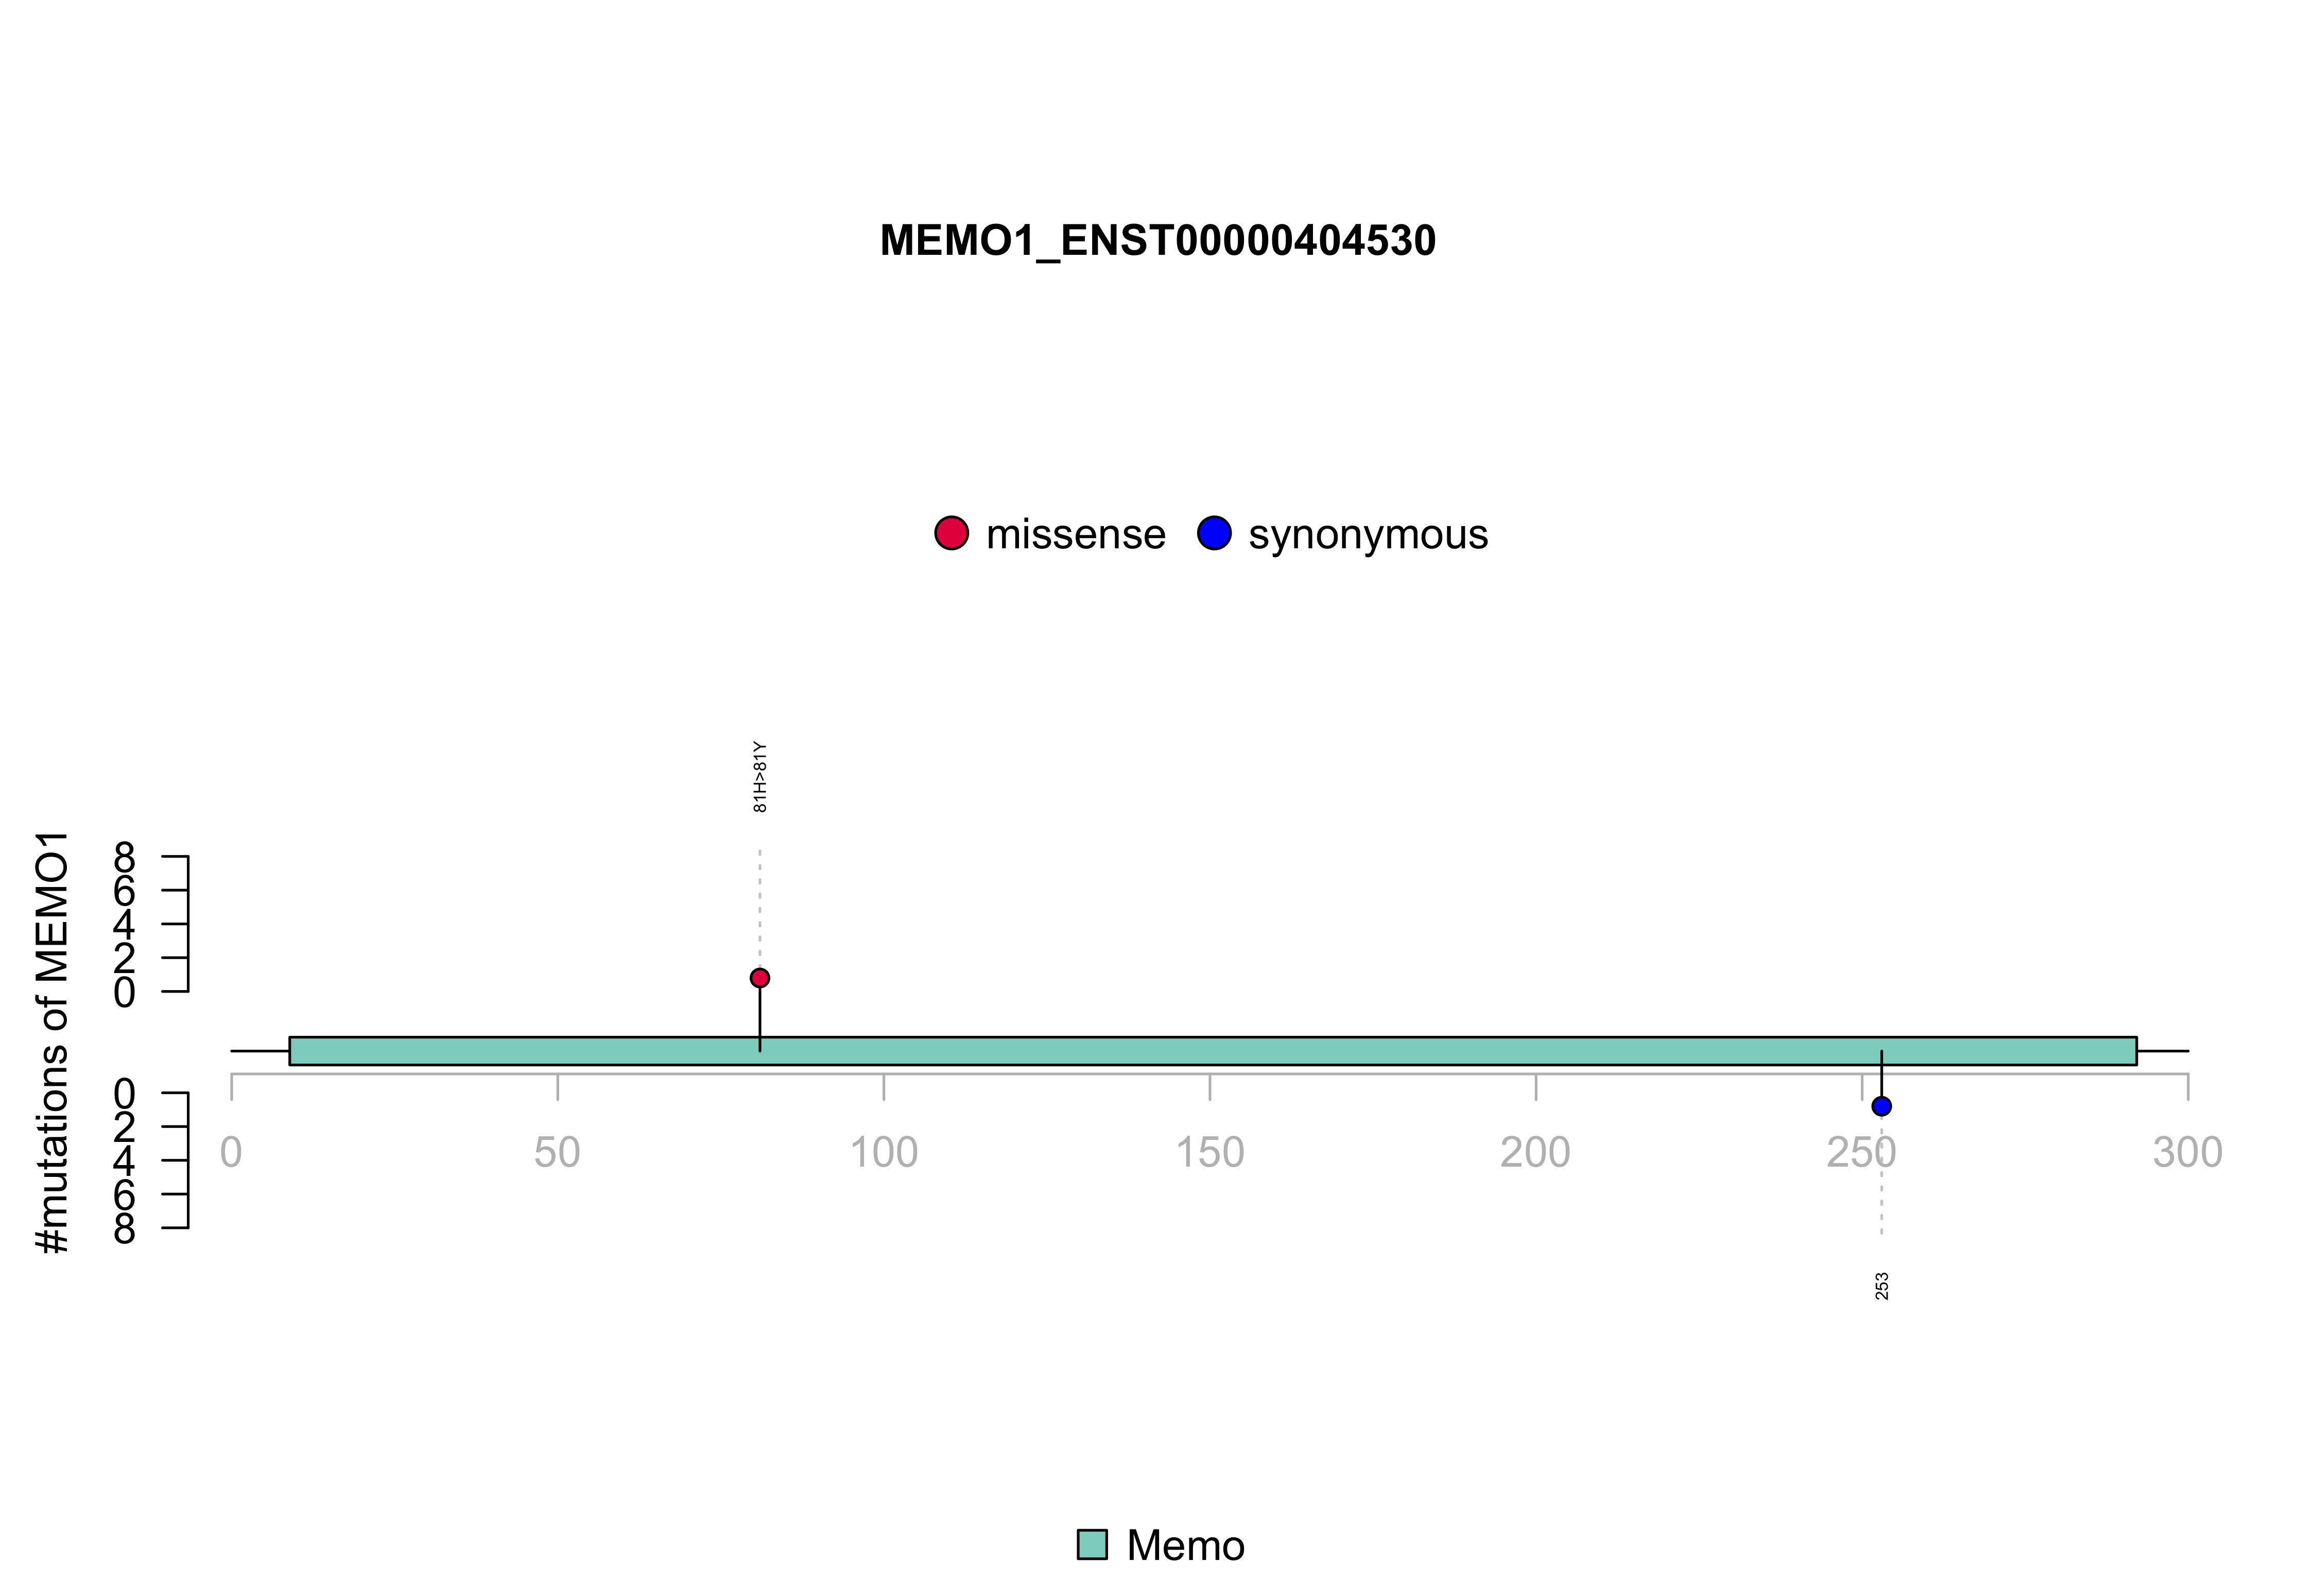 MEMO1_ENST00000404530
missense synonymous
81H>81Y
#mutations of MEMO1
8
6
4
2
0
0
2
4
6
8
0 50 100 150 200 250 300
253
Memo